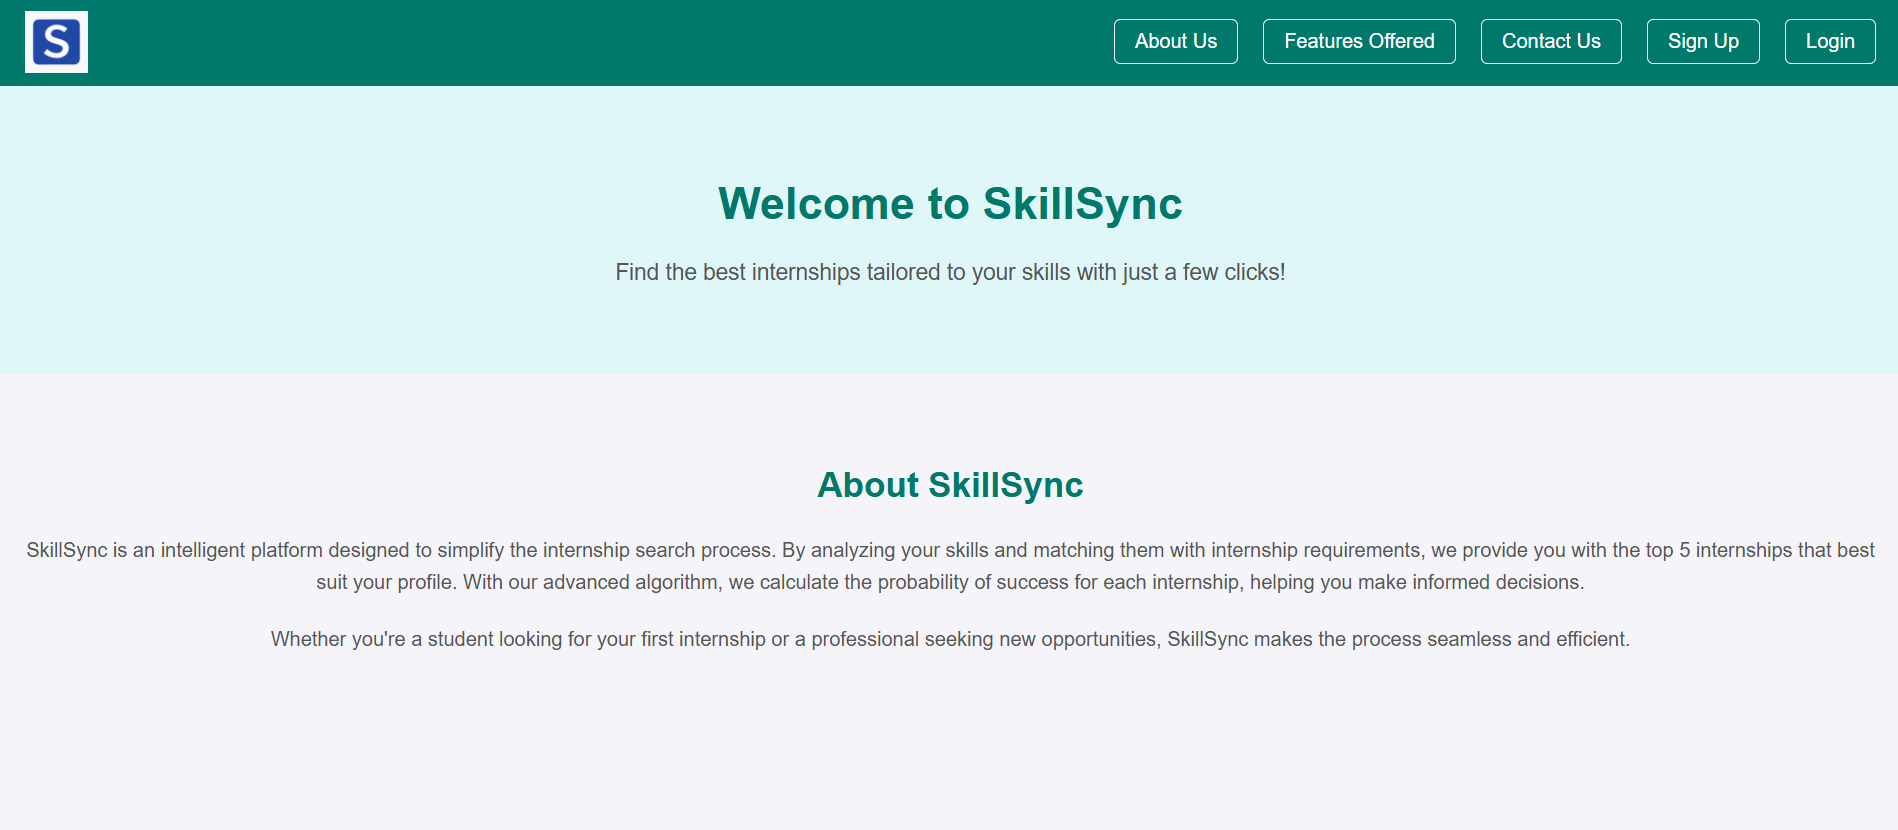 S
About Us
Features Offered
Contact Us
Sign Up
Login
Welcome to SkillSync
Find the best internships tailored to your skills with just a few clicks!
About SkillSync
SkillSync is an intelligent platform designed to simplify the internship search process. By analyzing your skills and matching them with internship requirements, we provide you with the top 5 internships that best
suit your profile. With our advanced algorithm, we calculate the probability of success for each internship, helping you make informed decisions.
Whether you're a student looking for your first internship or a professional seeking new opportunities, SkillSync makes the process seamless and efficient.